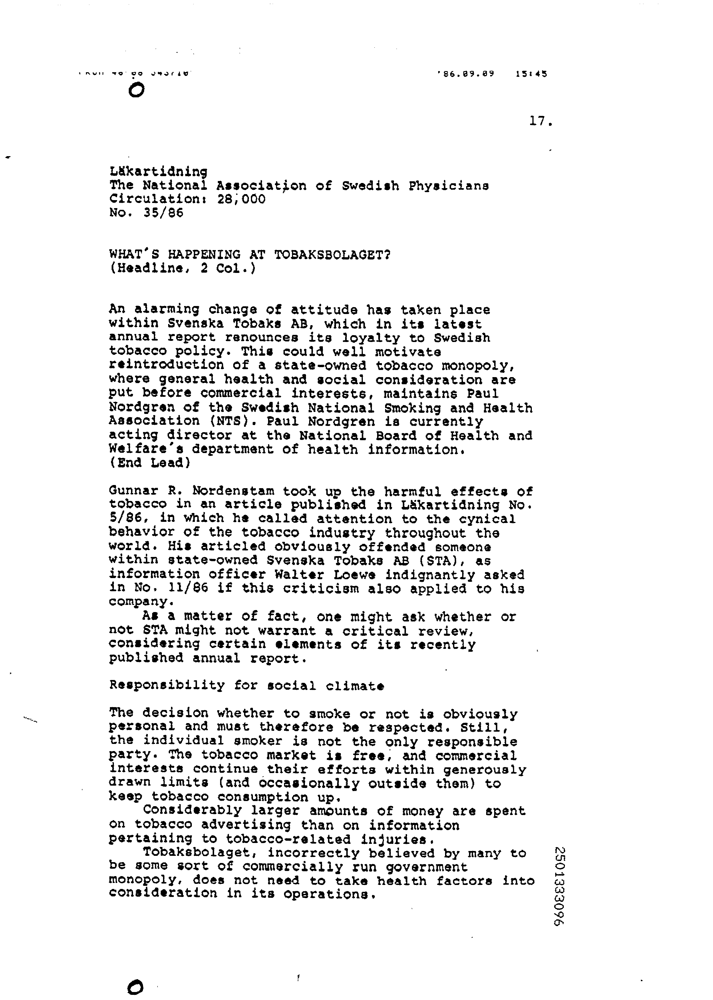 '86.09.09 15:45
17.
Läkartidning
The National Association of Swedish Physicians
Circulation: 28,000
No. 35/86
WHAT'S HAPPENING AT TOBAKSBOLAGET?
(Headline, 2 Col.)
An alarming change of attitude has taken place
within Svenska Tobaks AB, which in its latest
annual report renounces its loyalty to Swedish
tobacco policy. This could well motivate
reintroduction of a state-owned tobacco monopoly,
where general health and social consideration are
put before commercial interests, maintains Paul
Nordgren of the Swedish National Smoking and Health
Association (NTS). Paul Nordgren is currently
acting director at the National Board of Health and
Welfare's department of health information.
(End Lead)
Gunnar R. Nordenstam took up the harmful effects of
tobacco in an article published in Läkartidning No.
5/86, in which he called attention to the cynical
behavior of the tobacco industry throughout the
world. His articled obviously offended someone
within state-owned Svenska Tobaks AB (STA), as
information officer Walter Loewe indignantly asked
in No. 11/86 if this criticism also applied to his
company.
As a matter of fact, one might ask whether or
not STA might not warrant a critical review,
considering certain elements of its recently
published annual report.
Responsibility for social climate
The decision whether to smoke or not is obviously
personal and must therefore be respected. Still,
the individual smoker is not the only responsible
party. The tobacco market is free, and commercial
interests continue their efforts within generously
drawn limits (and occasionally outside them) to
keep tobacco consumption up.
Considerably larger amounts of money are spent
on tobacco advertising than on information
pertaining to tobacco-related injuries.
Tobaksbolaget, incorrectly believed by many to
be some sort of commercially run government
monopoly, does not need to take health factors into
consideration in its operations.
2501333096